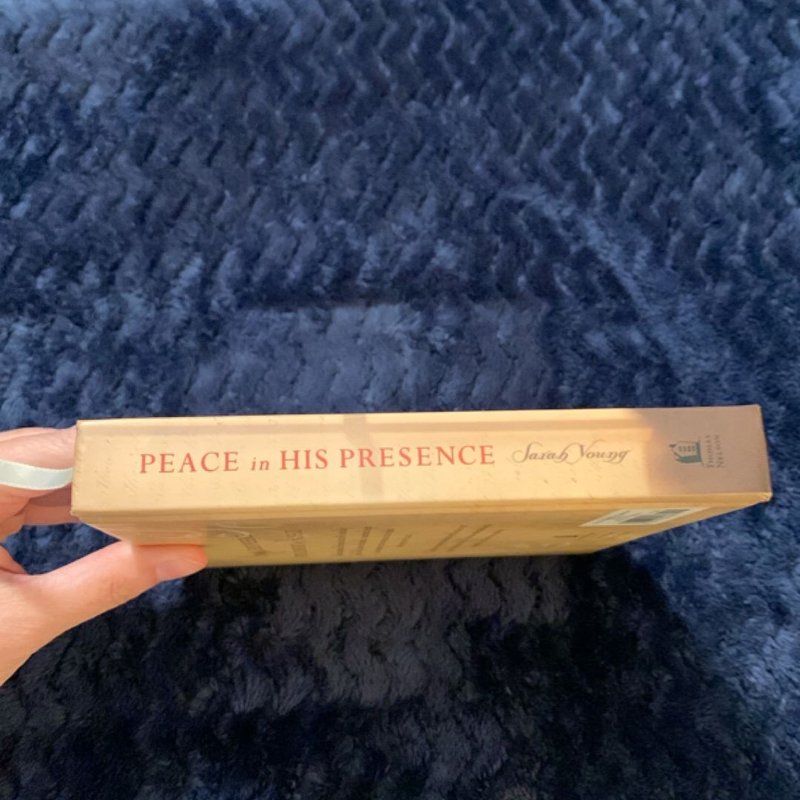 PEACE in HIS PRESENCE Sarah Young
THOMAS
NELSON